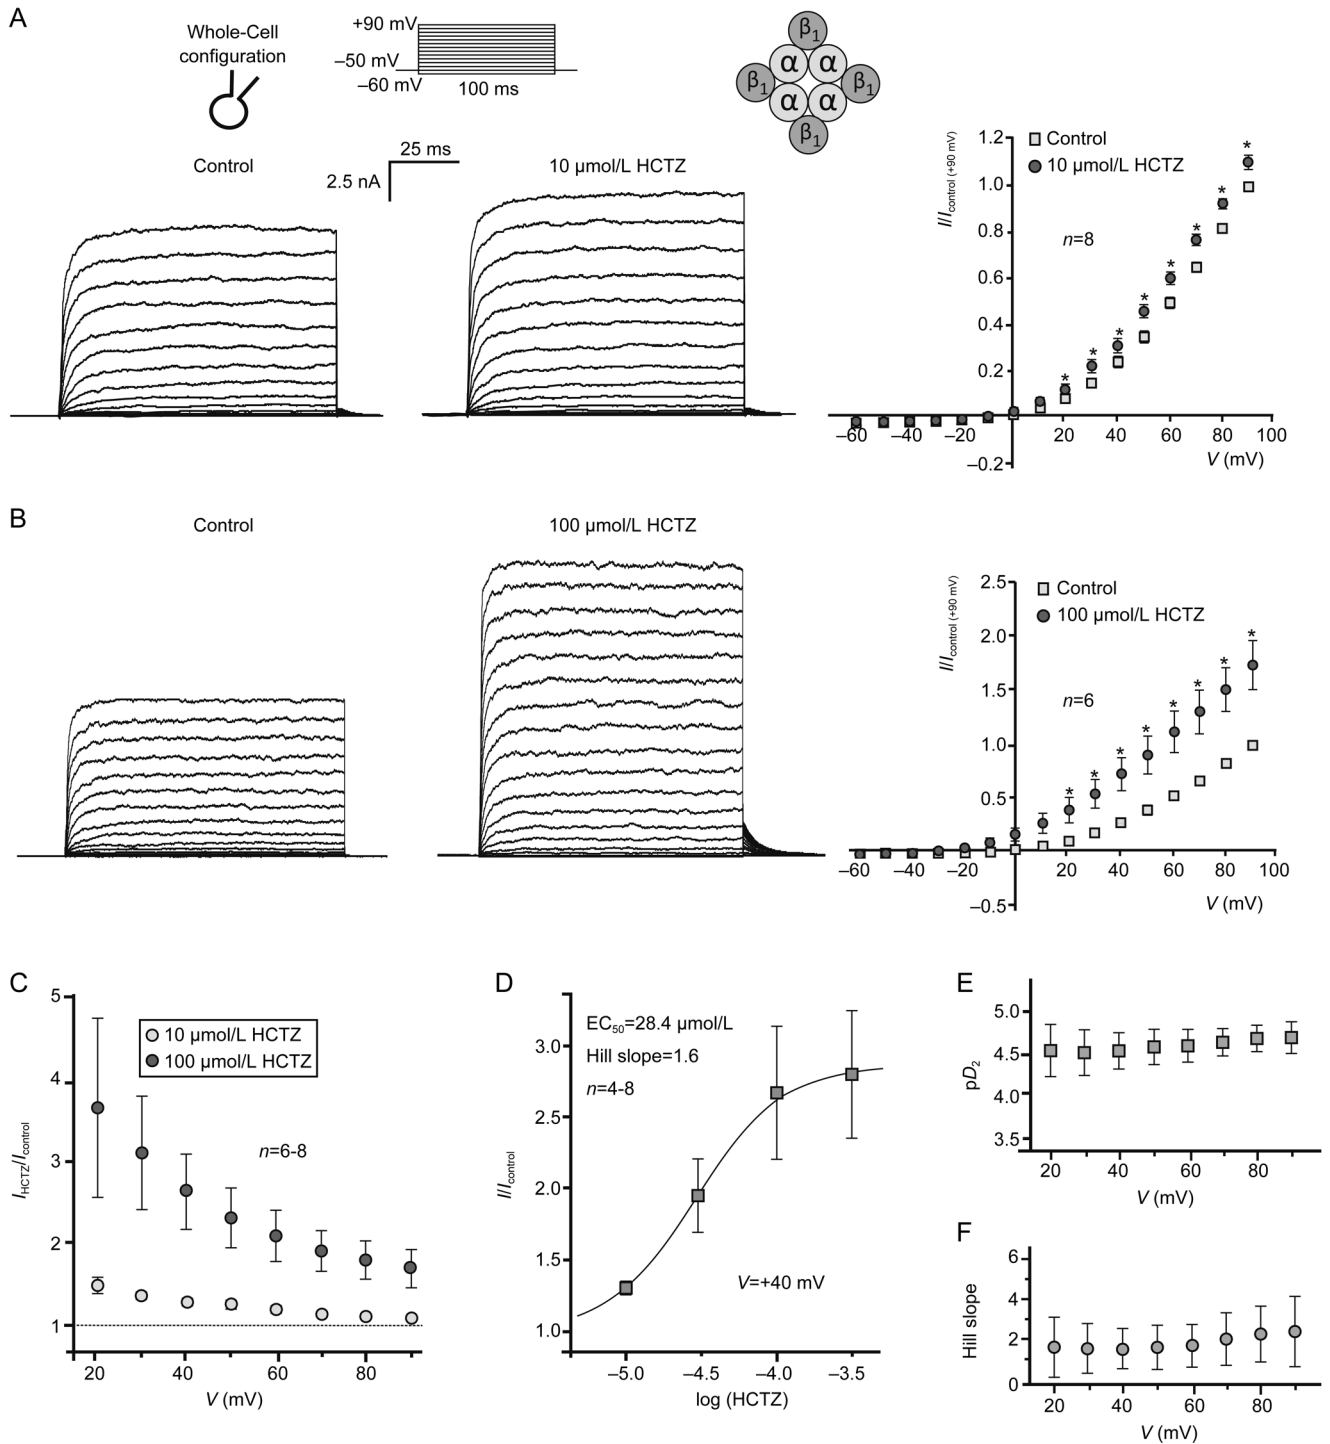 A
Whole-Cell
configuration
+90 mV
–50 mV
–60 mV
100 ms
β1
α α
β1 β1
α α
β1
Control
25 ms
2.5 nA
10 µmol/L HCTZ
I/Icontrol (+90 mV)
1.2
1.0
0.8
0.6
0.4
0.2
–0.2
Control
10 µmol/L HCTZ
n=8
* * * * * * * *
–60 –40 –20 20 40 60 80 100
V (mV)
B
Control
100 µmol/L HCTZ
I/Icontrol (+90 mV)
2.5
2.0
1.5
1.0
0.5
–0.5
Control
100 µmol/L HCTZ
n=6
* * * * * * * *
–60 –40 –20 20 40 60 80 100
V (mV)
C
IHCTZ/Icontrol
5
4
3
2
1
10 µmol/L HCTZ
100 µmol/L HCTZ
n=6-8
20 40 60 80
V (mV)
D
I/Icontrol
3.0
2.5
2.0
1.5
1.0
EC50=28.4 µmol/L
Hill slope=1.6
n=4-8
V=+40 mV
–5.0 –4.5 –4.0 –3.5
log (HCTZ)
E
pD2
5.0
4.5
4.0
3.5
20 40 60 80
V (mV)
F
Hill slope
6
4
2
0
20 40 60 80
V (mV)